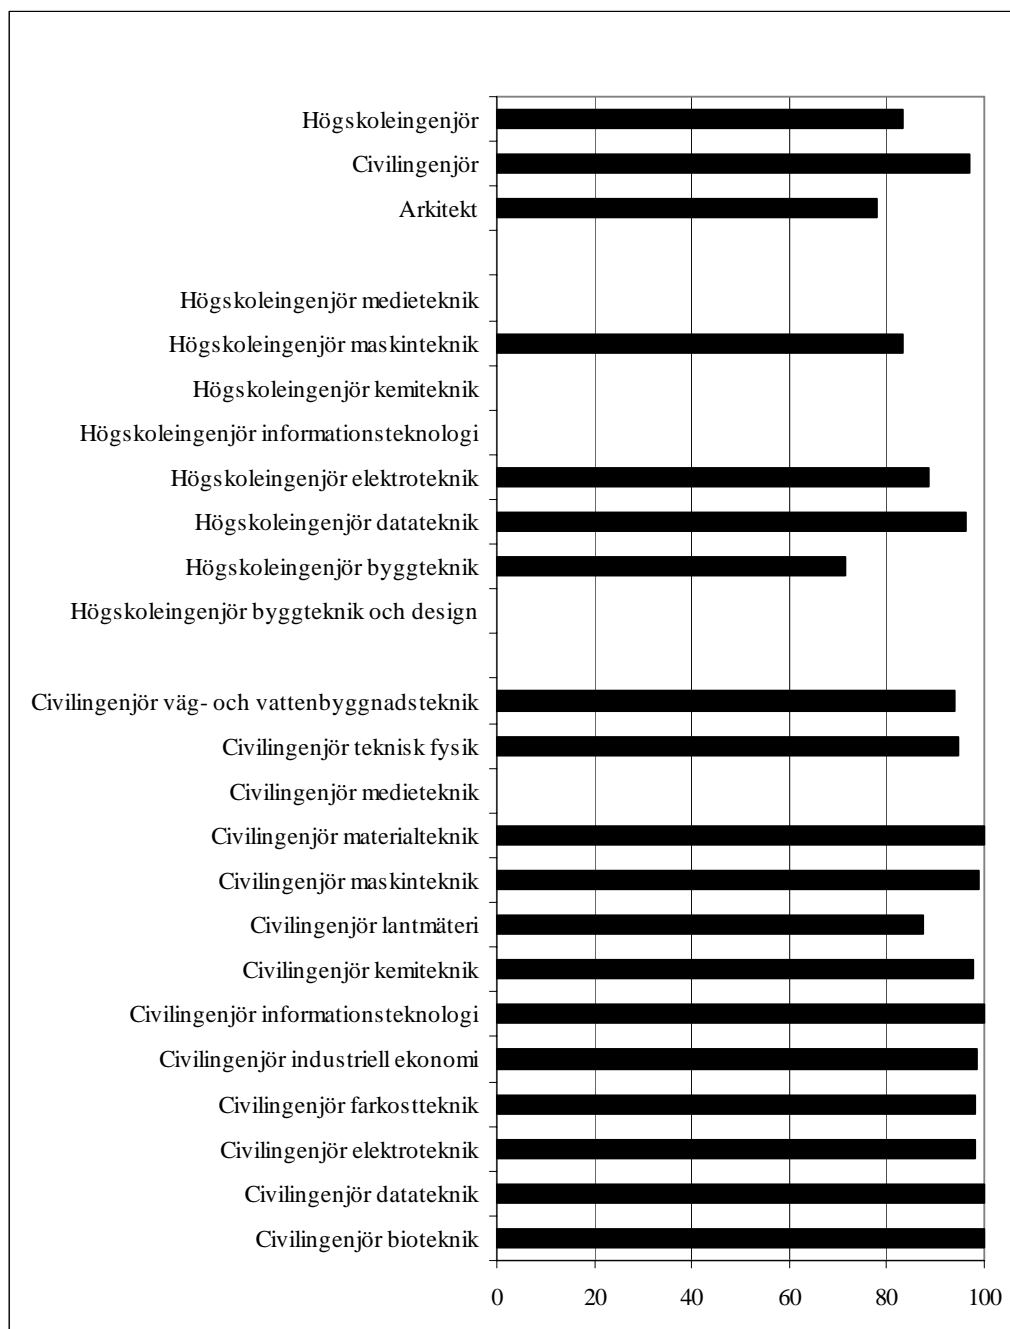 Högskoleingenjör
Civilingenjör
Arkitekt
Högskoleingenjör medieteknik
Högskoleingenjör maskinteknik
Högskoleingenjör kemiteknik
Högskoleingenjör informationsteknologi
Högskoleingenjör elektroteknik
Högskoleingenjör datateknik
Högskoleingenjör byggteknik
Högskoleingenjör byggteknik och design
Civilingenjör väg- och vattenbyggnadsteknik
Civilingenjör teknisk fysik
Civilingenjör medieteknik
Civilingenjör materialteknik
Civilingenjör maskinteknik
Civilingenjör lantmäteri
Civilingenjör kemiteknik
Civilingenjör informationsteknologi
Civilingenjör industriell ekonomi
Civilingenjör farkostteknik
Civilingenjör elektroteknik
Civilingenjör datateknik
Civilingenjör bioteknik
0 20 40 60 80 100